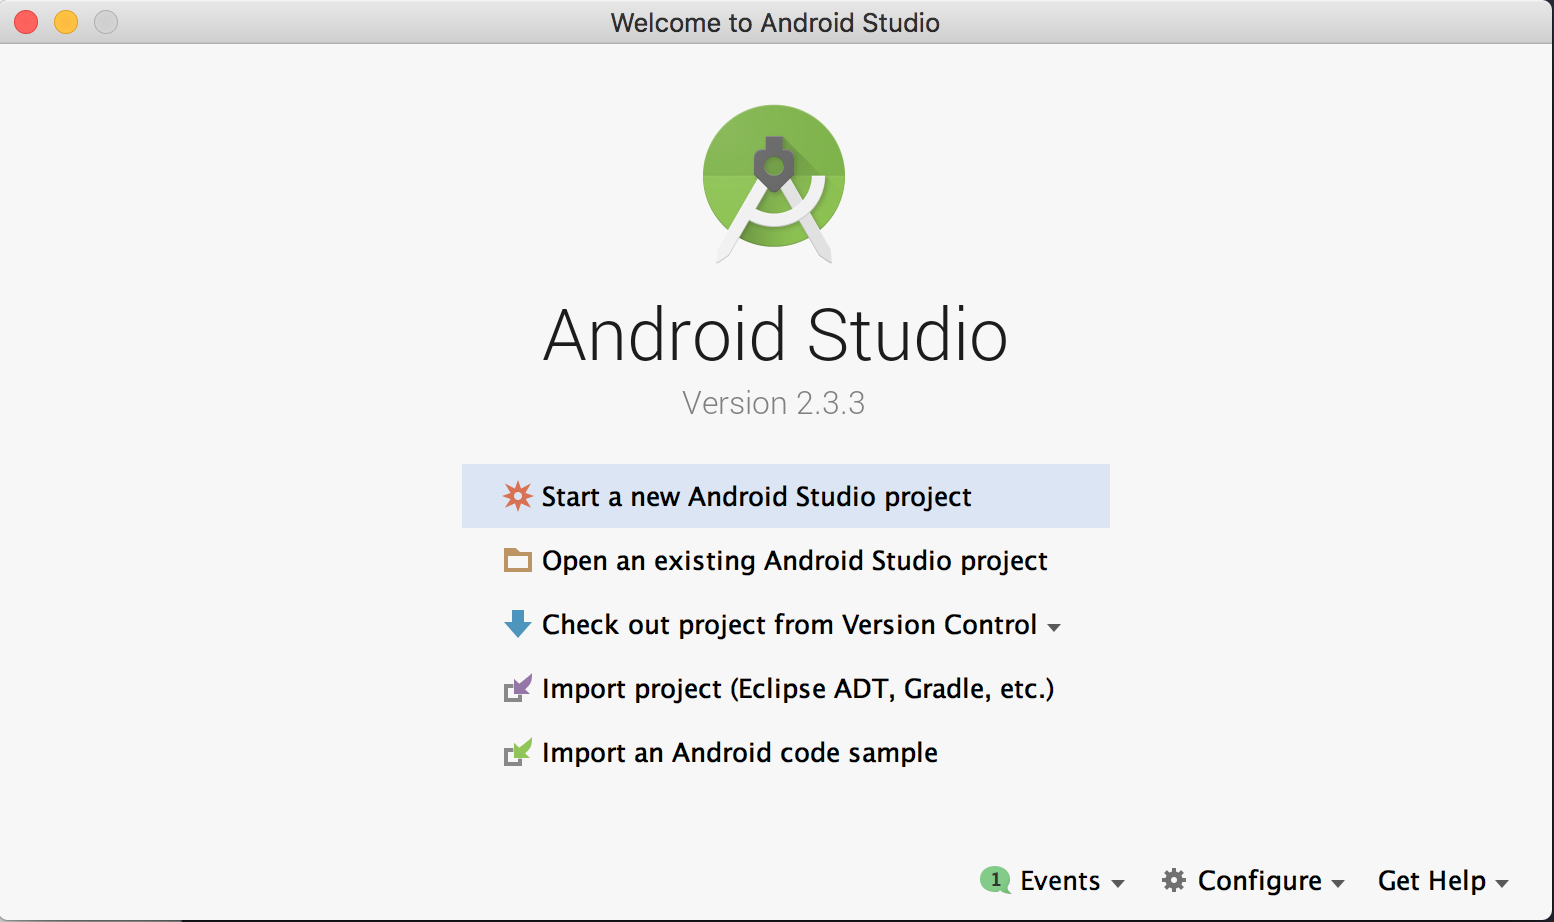 Welcome to Android Studio
Android Studio
Version 2.3.3
Start a new Android Studio project
Open an existing Android Studio project
Check out project from Version Control
Import project (Eclipse ADT, Gradle, etc.)
Import an Android code sample
1 Events Configure Get Help